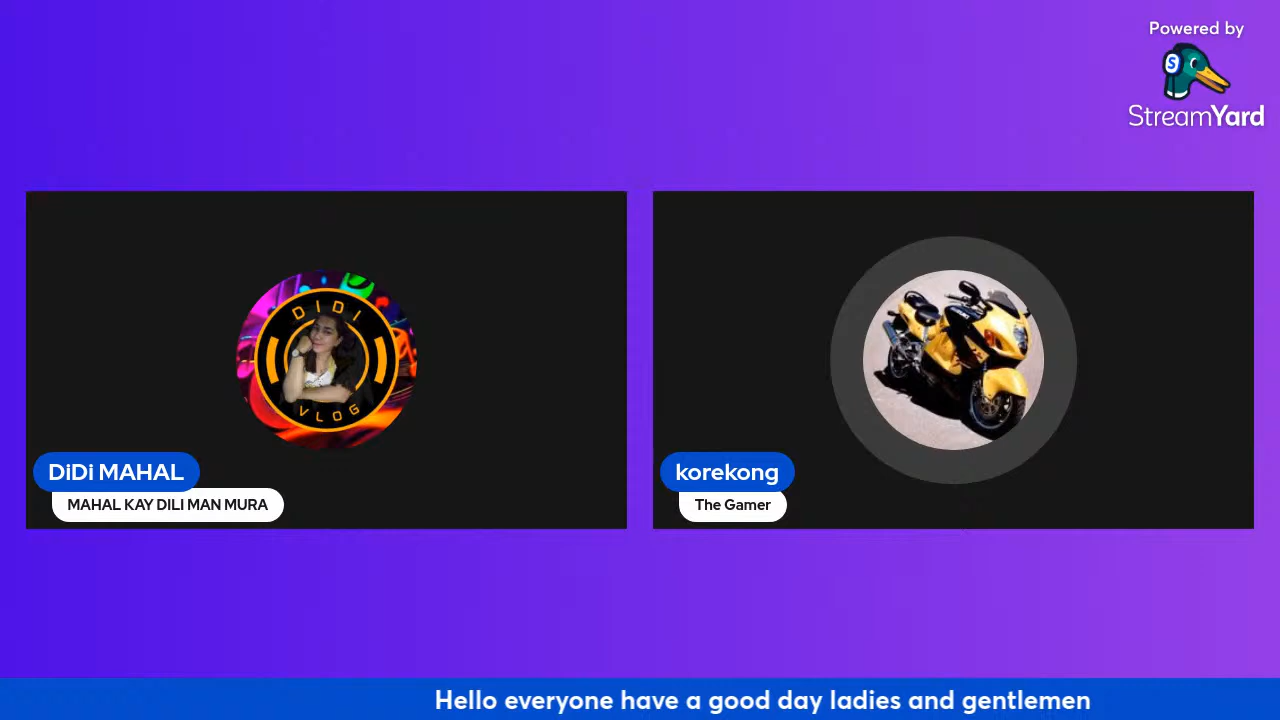 Powered by
StreamYard
DIDI
VLOG
DiDi MAHAL
MAHAL KAY DILI MAN MURA
korekong
The Gamer
Hello everyone have a good day ladies and gentlemen